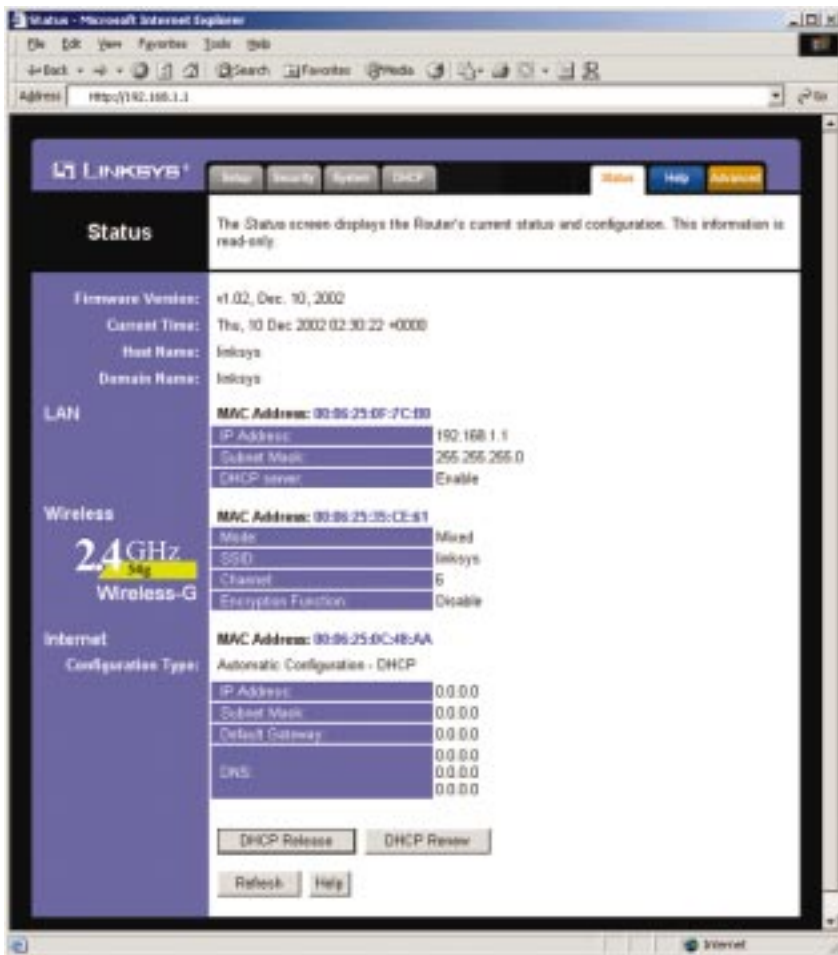 Status - Microsoft Internet Explorer
File Edit View Favorites Tools Help
Back Search Favorites Media
Address http://192.168.1.1 Go
LINKSYS®
Setup Security System DHCP Status Help Advanced
Status
The Status screen displays the Router's current status and configuration. This information is
read-only.
Firmware Version: v1.02, Dec. 10, 2002
Current Time: Thu, 10 Dec 2002 02:30:22 +0000
Host Name: linksys
Domain Name: linksys
LAN
MAC Address: 00:06:25:0F:7C:B0
IP Address: 192.168.1.1
Subnet Mask: 255.255.255.0
DHCP server: Enable
Wireless
MAC Address: 00:06:25:35:CE:61
2.4 GHz
54g
Wireless-G
Mode: Mixed
SSID: linksys
Channel: 6
Encryption Function: Disable
Internet
MAC Address: 00:06:25:0C:48:AA
Configuration Type: Automatic Configuration - DHCP
IP Address: 0.0.0.0
Subnet Mask: 0.0.0.0
Default Gateway: 0.0.0.0
DNS: 0.0.0.0
0.0.0.0
0.0.0.0
DHCP Release DHCP Renew
Refresh Help
Internet